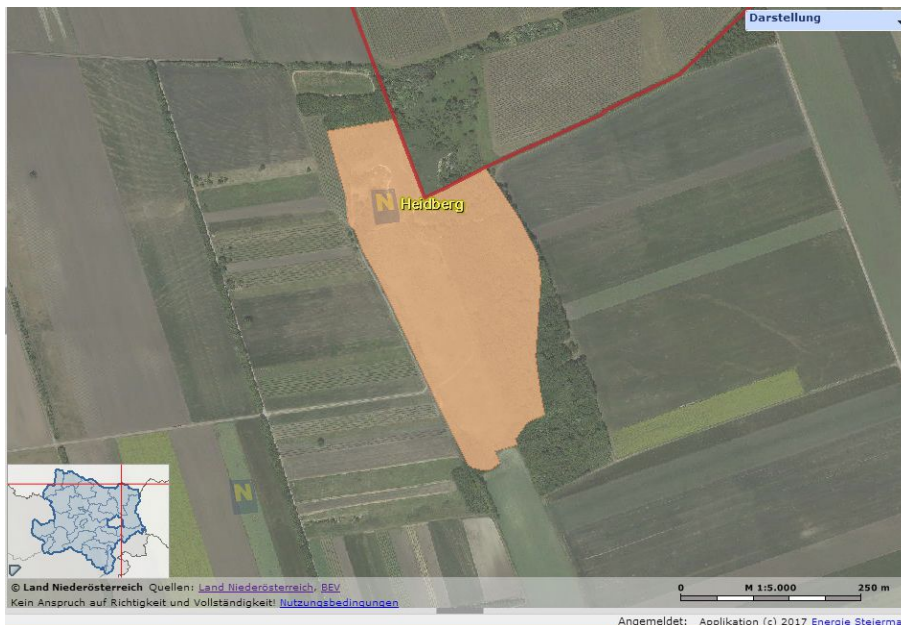 Darstellung
N
Heidberg
N
© Land Niederösterreich Quellen: Land Niederösterreich, BEV
Kein Anspruch auf Richtigkeit und Vollständigkeit! Nutzungsbedingungen
0 M 1:5.000 250 m
Angemeldet: Applikation (c) 2017 Energie Steierma